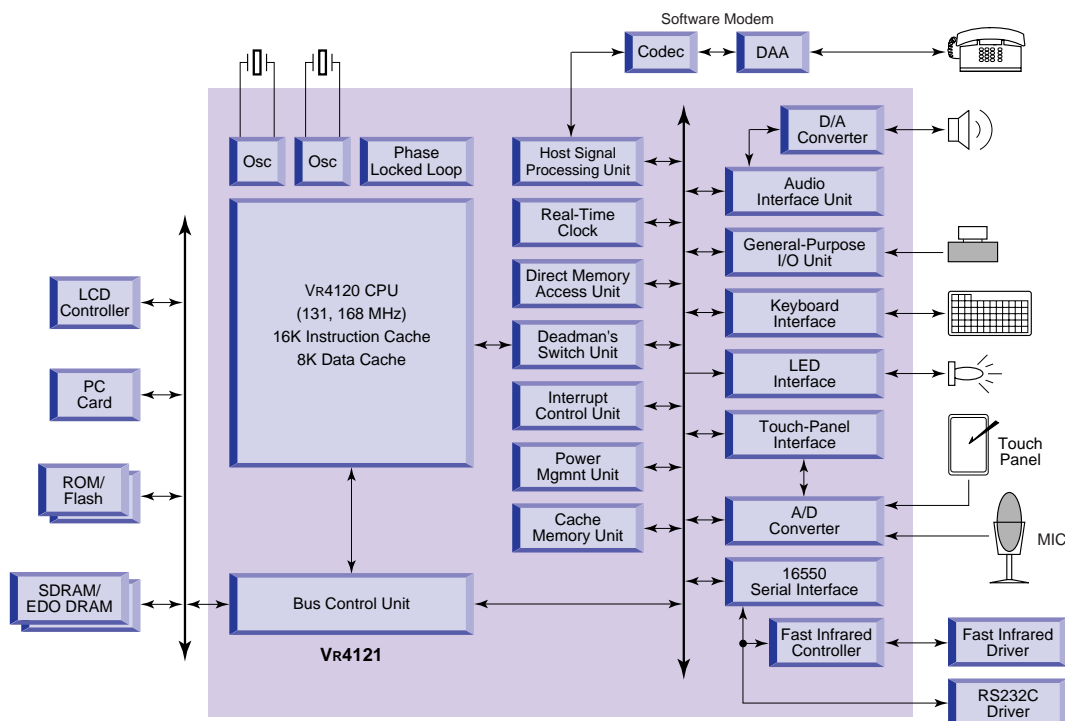 Software Modem
Codec
DAA
Osc
Osc
Phase
Locked Loop
Host Signal
Processing Unit
D/A
Converter
Audio
Interface Unit
Real-Time
Clock
General-Purpose
I/O Unit
LCD
Controller
VR4120 CPU
(131, 168 MHz)
16K Instruction Cache
8K Data Cache
Direct Memory
Access Unit
Keyboard
Interface
Deadman's
Switch Unit
LED
Interface
PC
Card
Interrupt
Control Unit
Touch-Panel
Interface
Touch
Panel
ROM/
Flash
Power
Mgmnt Unit
A/D
Converter
Cache
Memory Unit
MIC
SDRAM/
EDO DRAM
Bus Control Unit
16550
Serial Interface
VR4121
Fast Infrared
Controller
Fast Infrared
Driver
RS232C
Driver